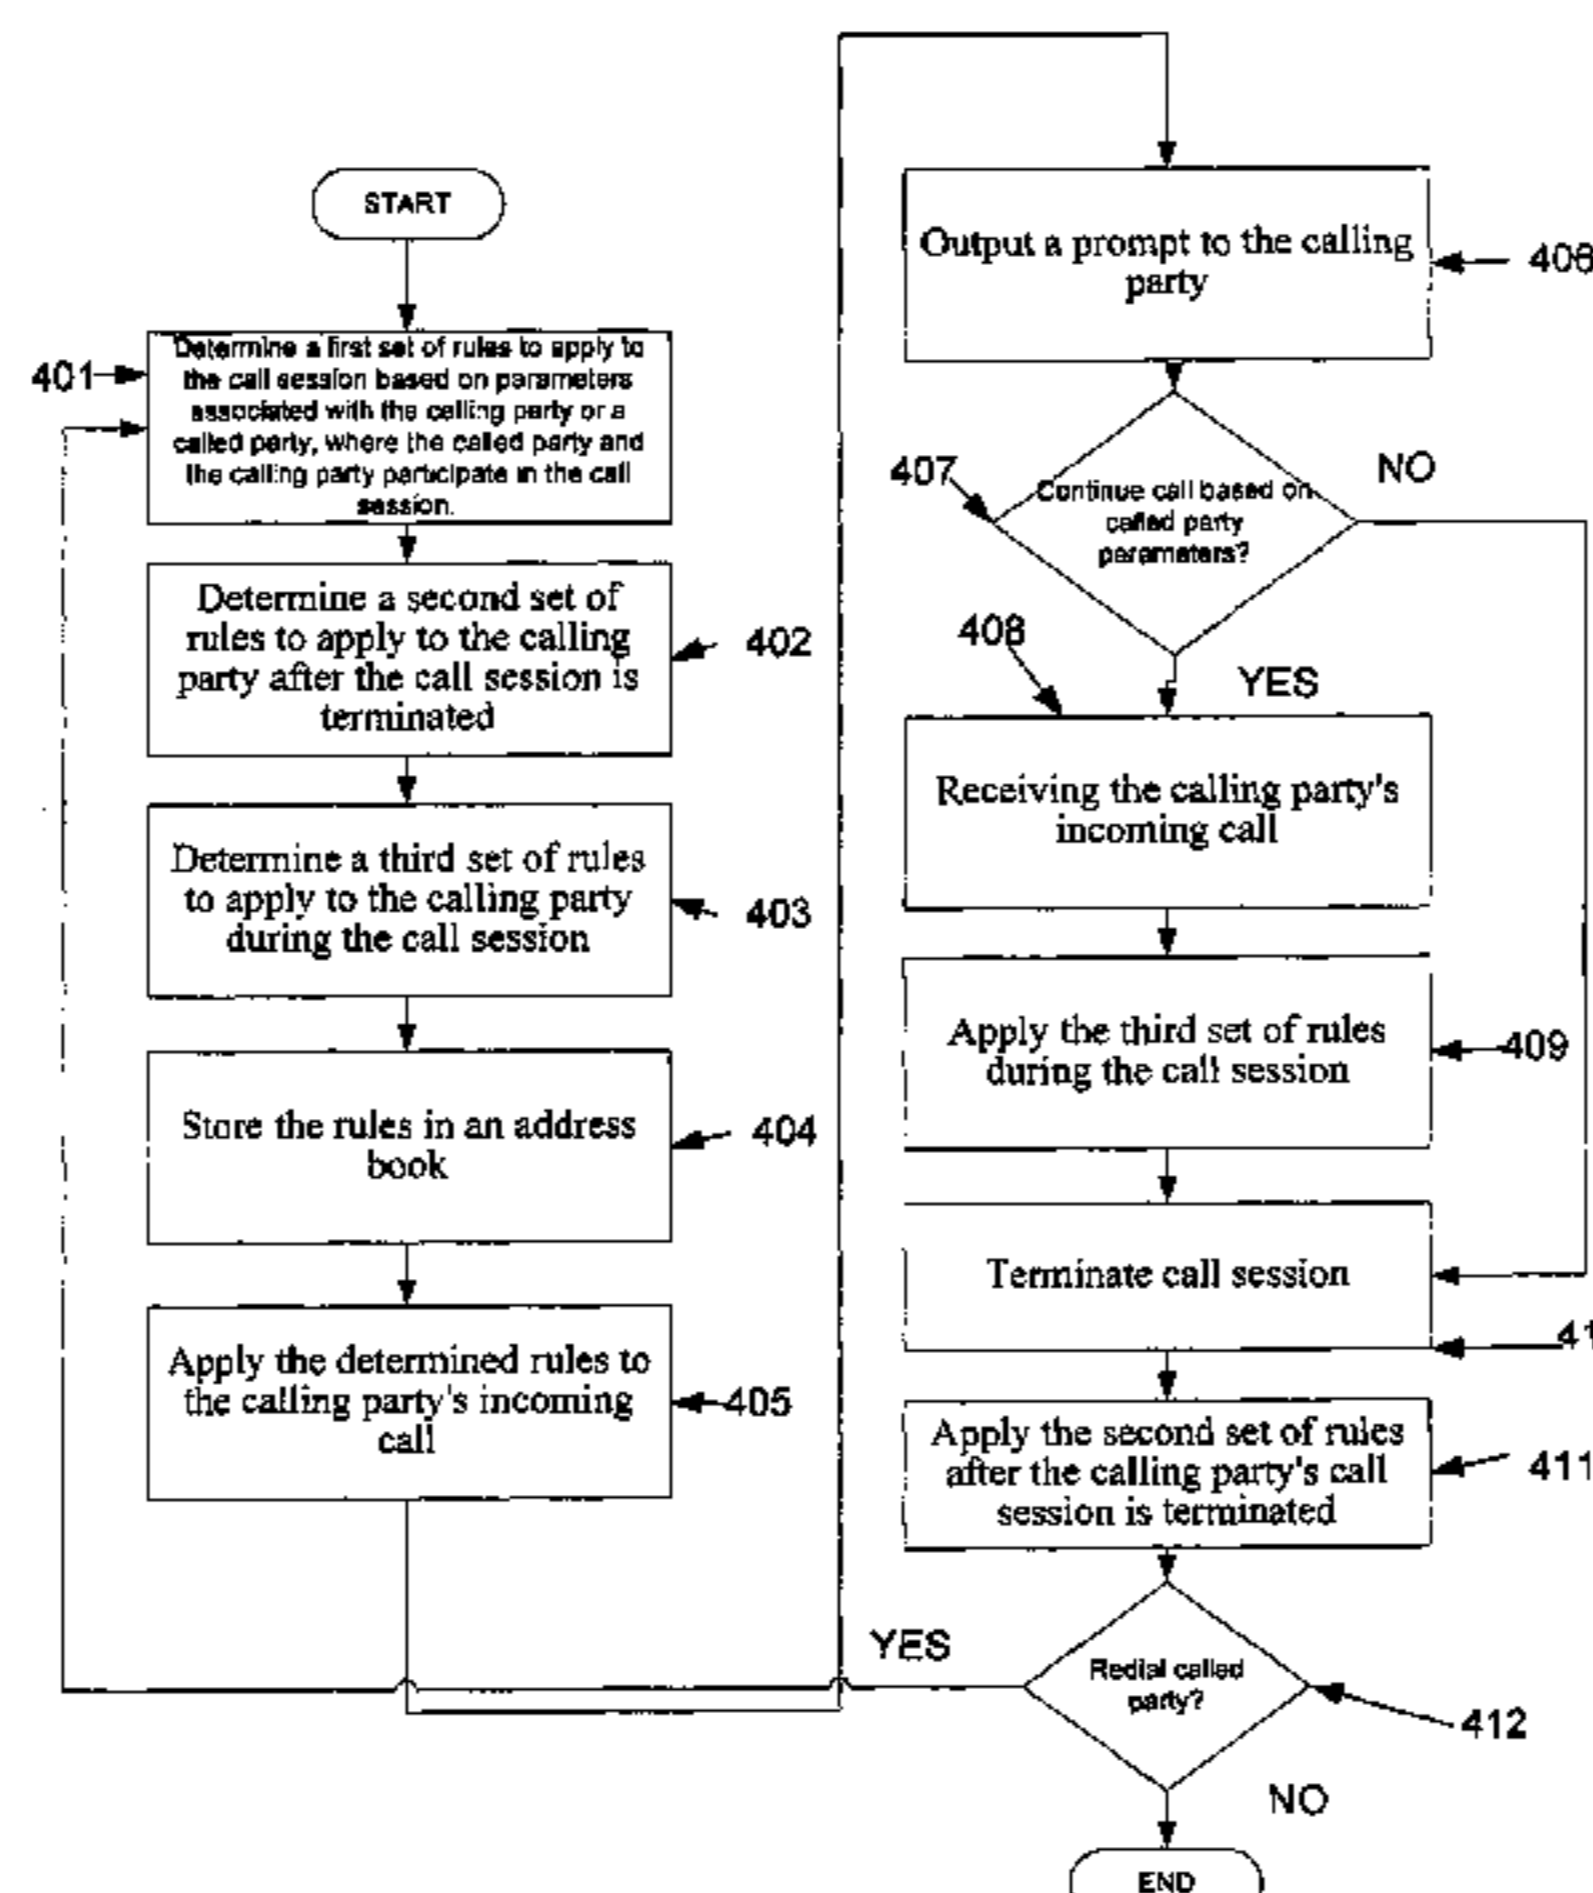 START
401
Determine a first set of rules to apply to
the call session based on parameters
associated with the calling party or a
called party, where the called party and
the calling party participate in the call
session.
Determine a second set of
rules to apply to the calling
party after the call session is
terminated
402
Determine a third set of rules
to apply to the calling party
during the call session
403
Store the rules in an address
book
404
Apply the determined rules to
the calling party's incoming
call
405
Output a prompt to the calling
party
406
407
Continue call based on
called party
parameters?
NO
YES
408
Receiving the calling party's
incoming call
Apply the third set of rules
during the call session
409
Terminate call session
41
Apply the second set of rules
after the calling party's call
session is terminated
411
YES
Redial called
party?
412
NO
END